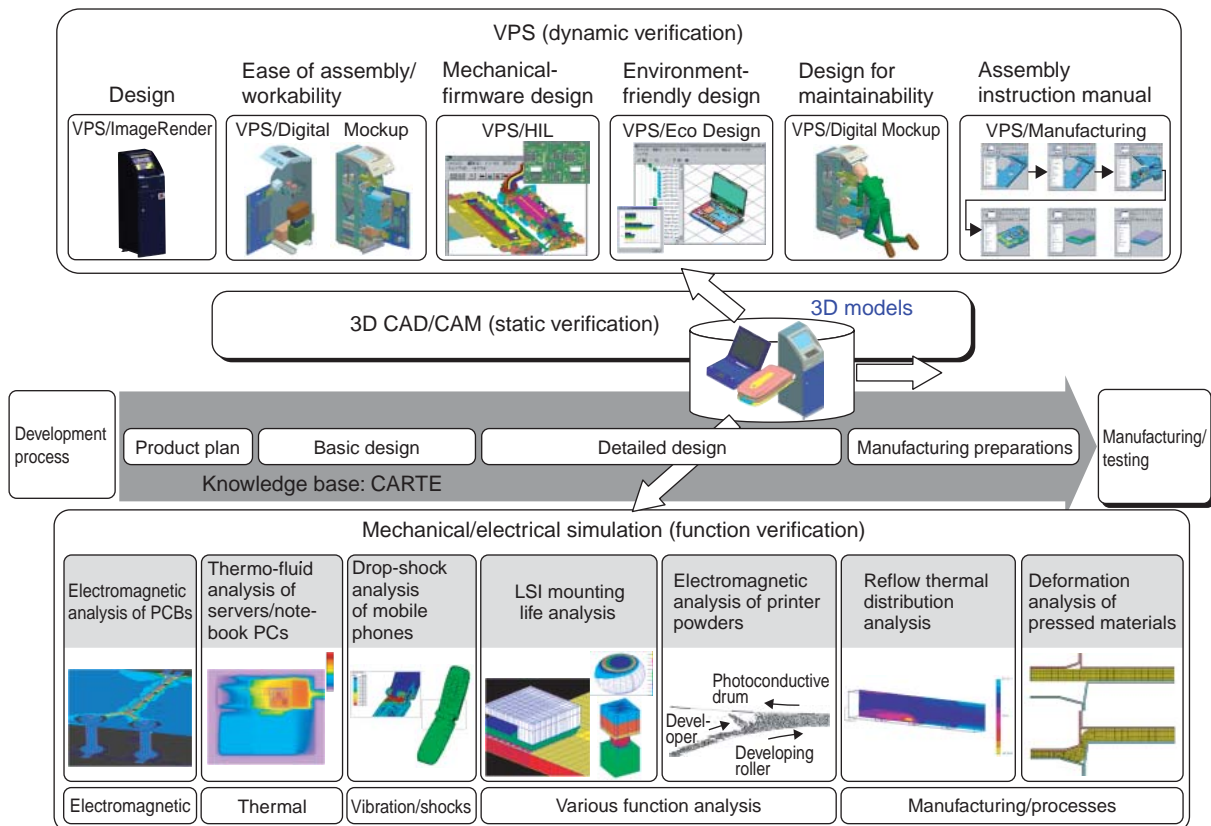 VPS (dynamic verification)
Design
Ease of assembly/
workability
Mechanical-
firmware design
Environment-
friendly design
Design for
maintainability
Assembly
instruction manual
VPS/ImageRender
VPS/Digital Mockup
VPS/HIL
VPS/Eco Design
VPS/Digital Mockup
VPS/Manufacturing
3D CAD/CAM (static verification)
3D models
Development
process
Product plan
Basic design
Detailed design
Manufacturing preparations
Manufacturing/
testing
Knowledge base: CARTE
Mechanical/electrical simulation (function verification)
Electromagnetic
analysis of PCBs
Thermo-fluid
analysis of
servers/note-
book PCs
Drop-shock
analysis
of mobile
phones
LSI mounting
life analysis
Electromagnetic
analysis of printer
powders
Reflow thermal
distribution
analysis
Deformation
analysis of
pressed materials
Photoconductive
drum
Devel-
oper
Developing
roller
Electromagnetic
Thermal
Vibration/shocks
Various function analysis
Manufacturing/processes